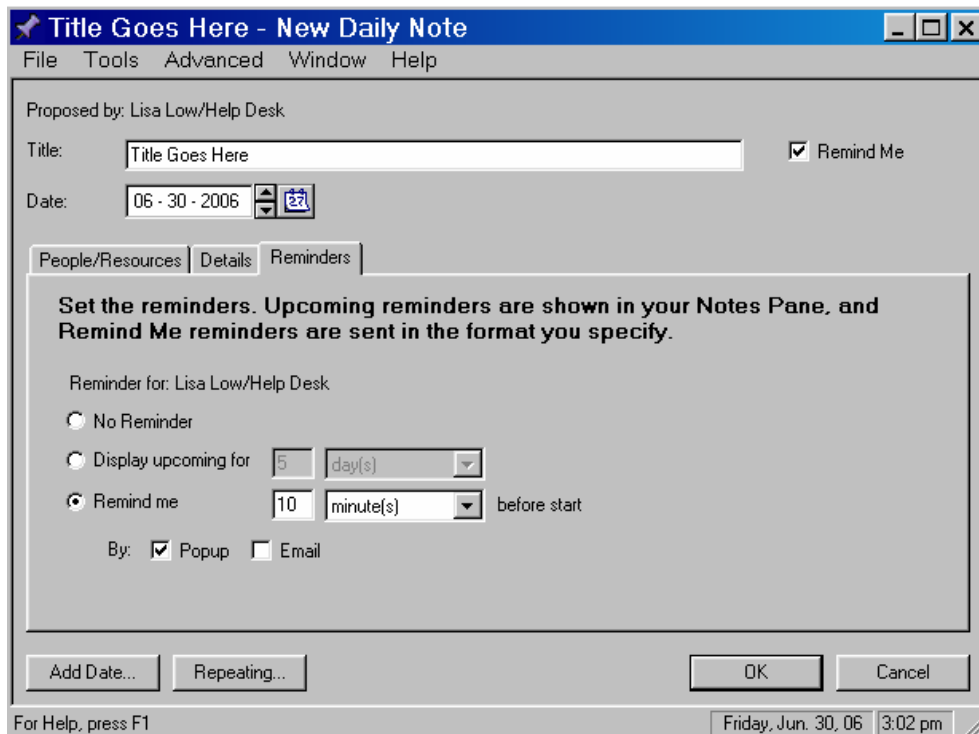 Title Goes Here - New Daily Note
File Tools Advanced Window Help
Proposed by: Lisa Low/Help Desk
Title: Title Goes Here Remind Me
Date: 06 - 30 - 2006 27
People/Resources Details Reminders
Set the reminders. Upcoming reminders are shown in your Notes Pane, and
Remind Me reminders are sent in the format you specify.
Reminder for: Lisa Low/Help Desk
No Reminder
Display upcoming for 5 day(s)
Remind me 10 minute(s) before start
By: Popup Email
Add Date... Repeating... OK Cancel
For Help, press F1 Friday, Jun. 30, 06 3:02 pm